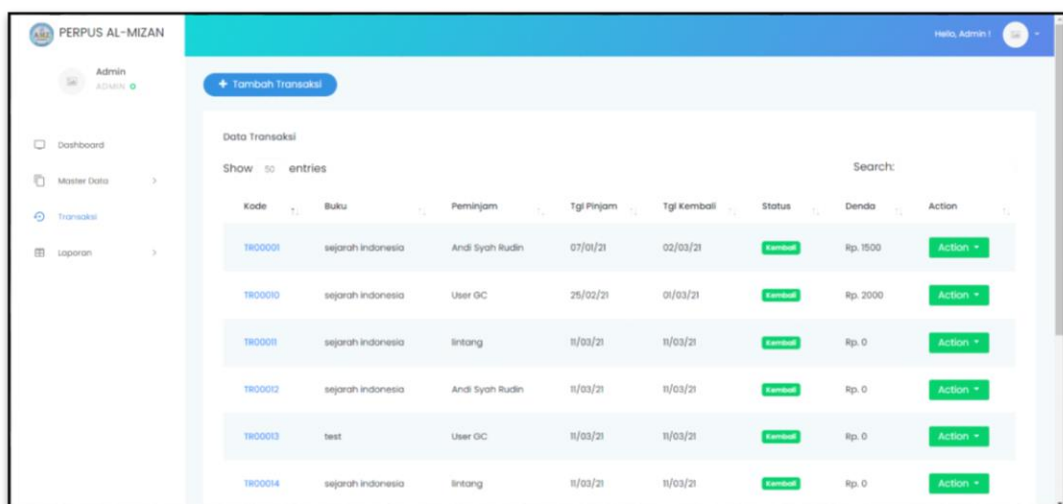 PERPUS AL-MIZAN
Hello, Admin !
Admin
ADMIN
+ Tambah Transaksi
Dashboard
Master Data
Transaksi
Laporan
Data Transaksi
Show 50 entries
Search:
Kode Buku Peminjam Tgl Pinjam Tgl Kembali Status Denda Action
TR00001 sejarah indonesia Andi Syah Rudin 07/01/21 02/03/21 Kembali Rp. 1500 Action
TR00010 sejarah indonesia User GC 25/02/21 01/03/21 Kembali Rp. 2000 Action
TR00011 sejarah indonesia lintang 11/03/21 11/03/21 Kembali Rp. 0 Action
TR00012 sejarah indonesia Andi Syah Rudin 11/03/21 11/03/21 Kembali Rp. 0 Action
TR00013 test User GC 11/03/21 11/03/21 Kembali Rp. 0 Action
TR00014 sejarah indonesia lintang 11/03/21 11/03/21 Kembali Rp. 0 Action